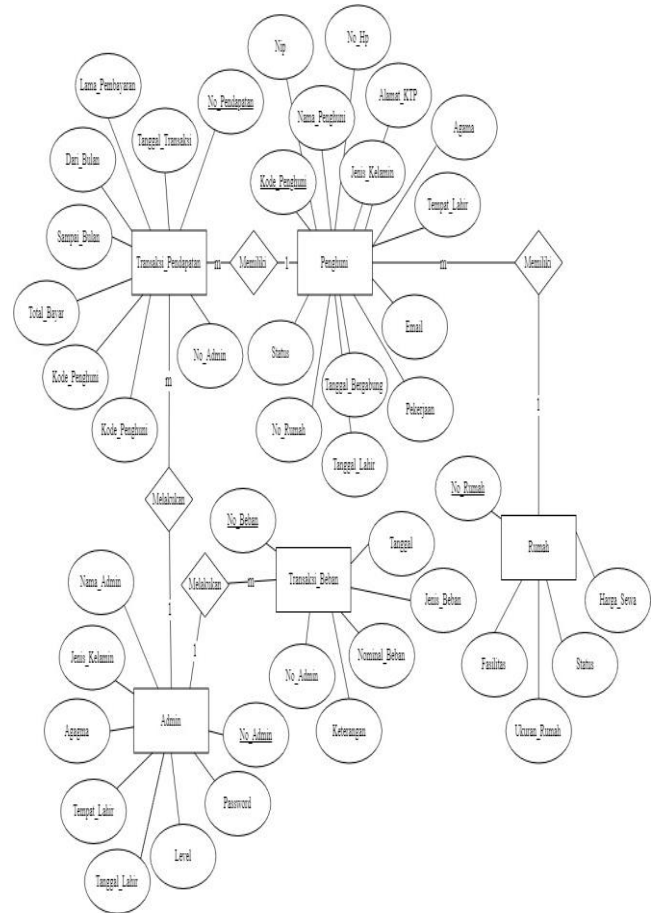 Nip
No_Hp
Lama_Pembayaran
No_Pendapatan
Alamat_KTP
Nama_Penghuni
Tanggal_Transaksi
Agama
Dari_Bulan
Kode_Penghuni
Jenis_Kelamin
Tempat_Lahir
Sampai_Bulan
Transaksi_Pendapatan
m
Memiliki
1
Penghuni
m
Memiliki
Total_Bayar
Email
No_Admin
Status
Kode_Penghuni
m
Tanggal_Bergabung
Pekerjaan
1
Kode_Penghuni
No_Rumah
Tanggal_Lahir
No_Rumah
Melakukan
No_Beban
Tanggal
Rumah
Nama_Admin
Melakukan
m
Transaksi_Beban
Harga_Sewa
Jenis_Beban
1
1
Jenis_Kelamin
Nominal_Beban
Fasilitas
Status
No_Admin
Admin
Agagma
No_Admin
Keterangan
Ukuran_Rumah
Tempat_Lahir
Password
Level
Tanggal_Lahir